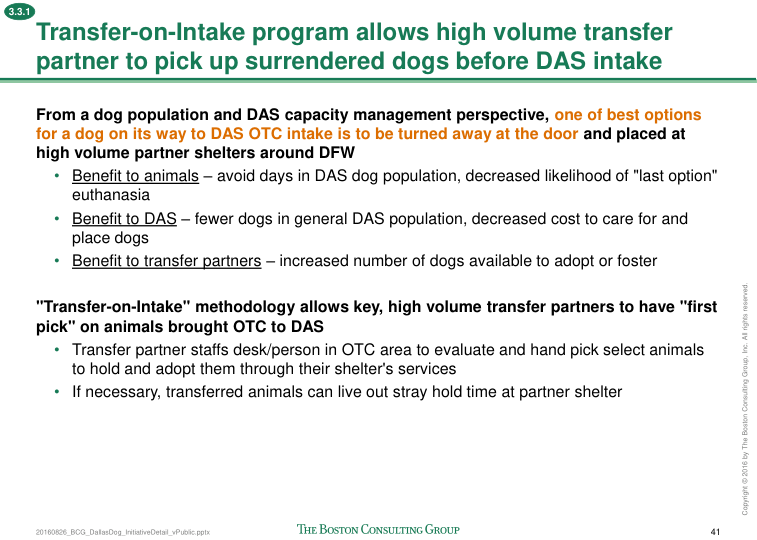 3.3.1
Transfer-on-Intake program allows high volume transfer
partner to pick up surrendered dogs before DAS intake
From a dog population and DAS capacity management perspective, one of best options
for a dog on its way to DAS OTC intake is to be turned away at the door and placed at
high volume partner shelters around DFW
• Benefit to animals – avoid days in DAS dog population, decreased likelihood of "last option"
euthanasia
• Benefit to DAS – fewer dogs in general DAS population, decreased cost to care for and
place dogs
• Benefit to transfer partners – increased number of dogs available to adopt or foster
"Transfer-on-Intake" methodology allows key, high volume transfer partners to have "first
pick" on animals brought OTC to DAS
• Transfer partner staffs desk/person in OTC area to evaluate and hand pick select animals
to hold and adopt them through their shelter's services
• If necessary, transferred animals can live out stray hold time at partner shelter
Copyright © 2016 by The Boston Consulting Group, Inc. All rights reserved.
20160826_BCG_DallasDog_InitiativeDetail_vPublic.pptx
THE BOSTON CONSULTING GROUP
41